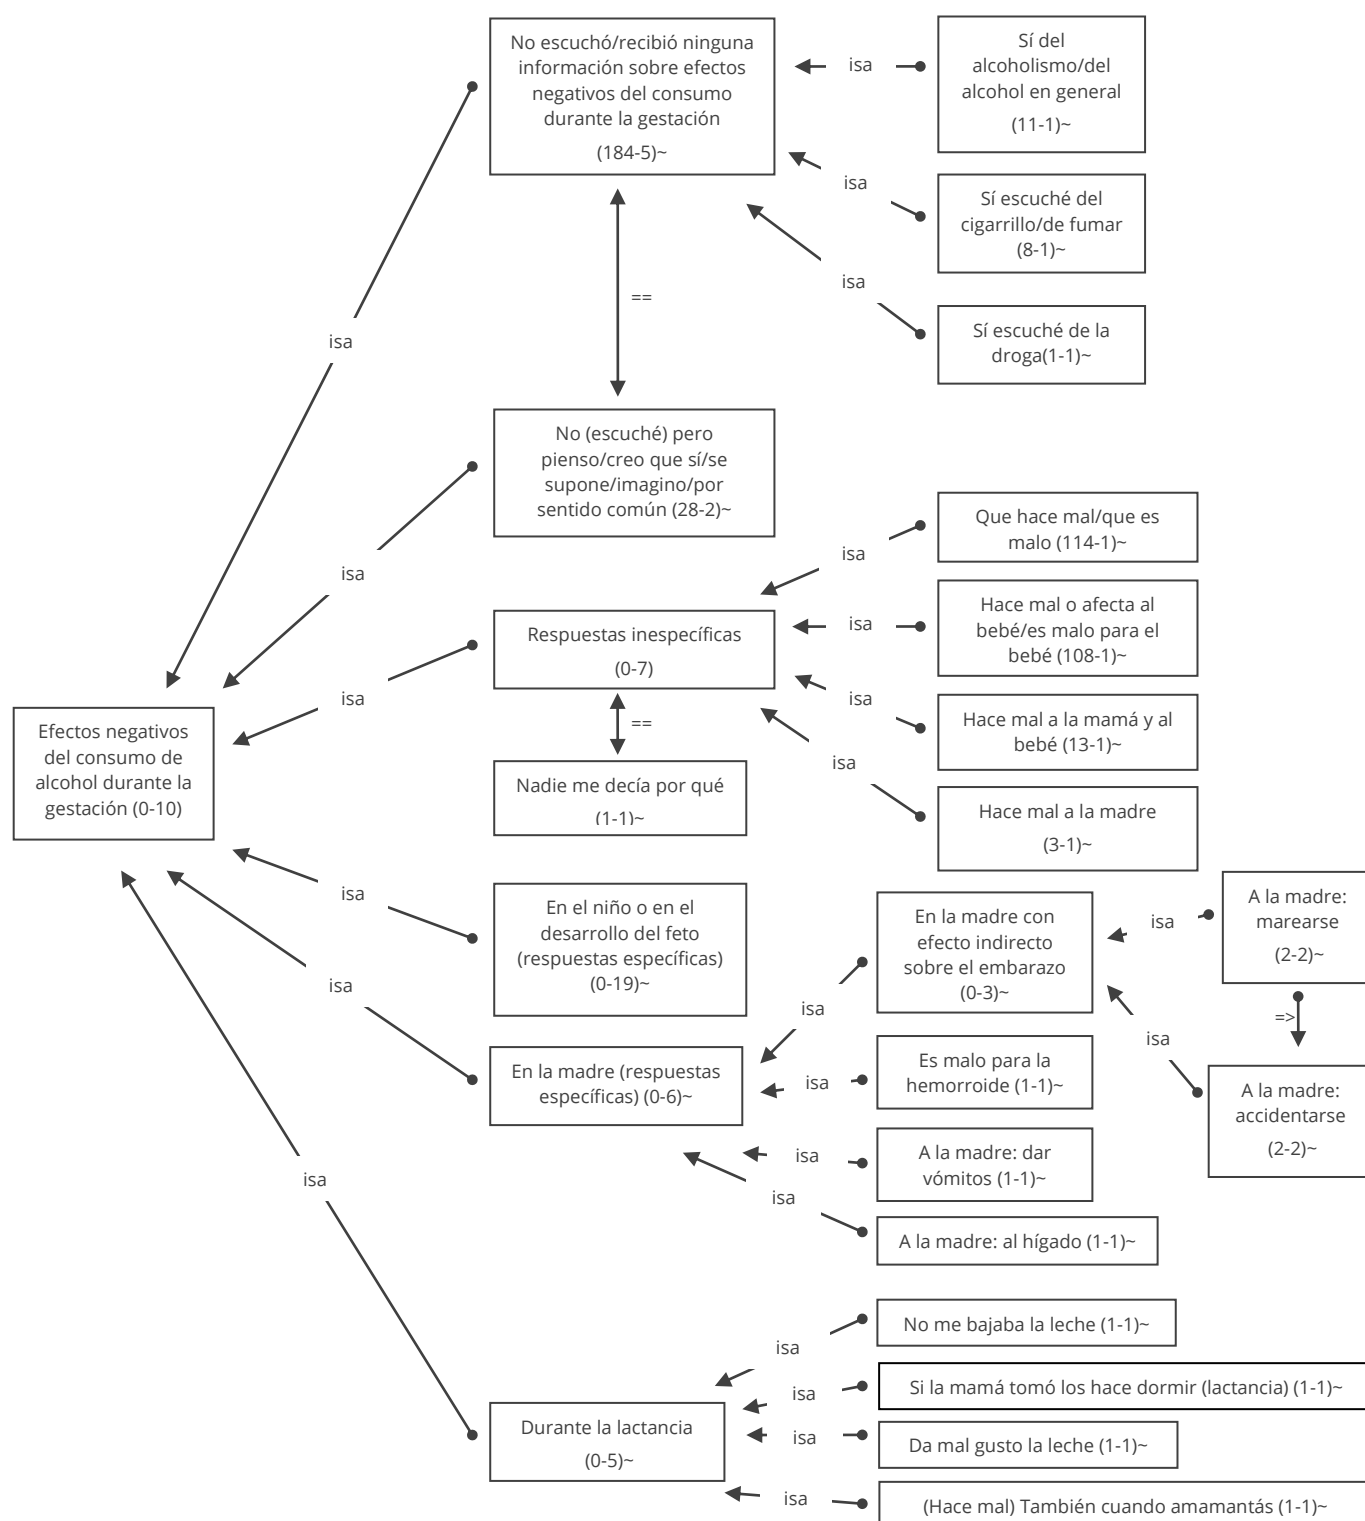 No escuchó/recibió ninguna
información sobre efectos
negativos del consumo
durante la gestación
(184-5)~
isa
Sí del
alcoholismo/del
alcohol en general
(11-1)~
isa
Sí escuché del
cigarrillo/de fumar
(8-1)~
isa
Sí escuché de la
droga(1-1)~
==
isa
No (escuché) pero
pienso/creo que sí/se
supone/imagino/por
sentido común (28-2)~
isa
Respuestas inespecíficas
(0-7)
isa
Que hace mal/que es
malo (114-1)~
isa
Hace mal o afecta al
bebé/es malo para el
bebé (108-1)~
isa
Hace mal a la mamá y al
bebé (13-1)~
isa
Hace mal a la madre
(3-1)~
isa
==
Nadie me decía por qué
(1-1)~
Efectos negativos
del consumo de
alcohol durante la
gestación (0-10)
isa
En el niño o en el
desarrollo del feto
(respuestas específicas)
(0-19)~
isa
En la madre (respuestas
específicas) (0-6)~
isa
En la madre con
efecto indirecto
sobre el embarazo
(0-3)~
isa
A la madre:
marearse
(2-2)~
=>
isa
A la madre:
accidentarse
(2-2)~
isa
Es malo para la
hemorroide (1-1)~
isa
A la madre: dar
vómitos (1-1)~
isa
A la madre: al hígado (1-1)~
isa
Durante la lactancia
(0-5)~
isa
No me bajaba la leche (1-1)~
isa
Si la mamá tomó los hace dormir (lactancia) (1-1)~
isa
Da mal gusto la leche (1-1)~
isa
(Hace mal) También cuando amamantás (1-1)~